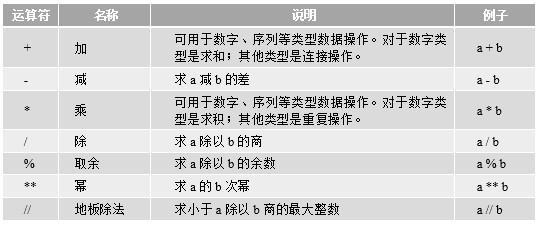 运算符 名称 说明 例子
+ 加 可用于数字、序列等类型数据操作。对于数字类
型是求和；其他类型是连接操作。 a + b
- 减 求 a 减 b 的差 a - b
* 乘 可用于数字、序列等类型数据操作。对于数字类
型是求积；其他类型是重复操作。 a * b
/ 除 求 a 除以 b 的商 a / b
% 取余 求 a 除以 b 的余数 a % b
** 幂 求 a 的 b 次幂 a ** b
// 地板除法 求小于 a 除以 b 商的最大整数 a // b